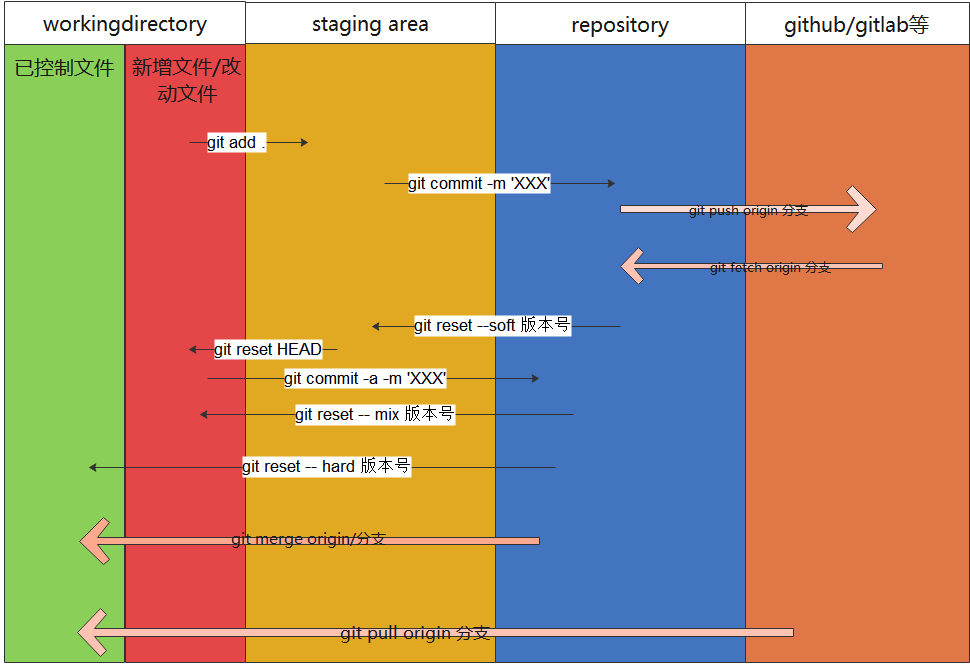 workingdirectory
staging area
repository
github/gitlab等
已控制文件
新增文件/改
动文件
git add .
git commit -m 'XXX'
git push origin 分支
git fetch origin 分支
git reset --soft 版本号
git reset HEAD
git commit -a -m 'XXX'
git reset -- mix 版本号
git reset -- hard 版本号
git merge origin/分支
git pull origin 分支